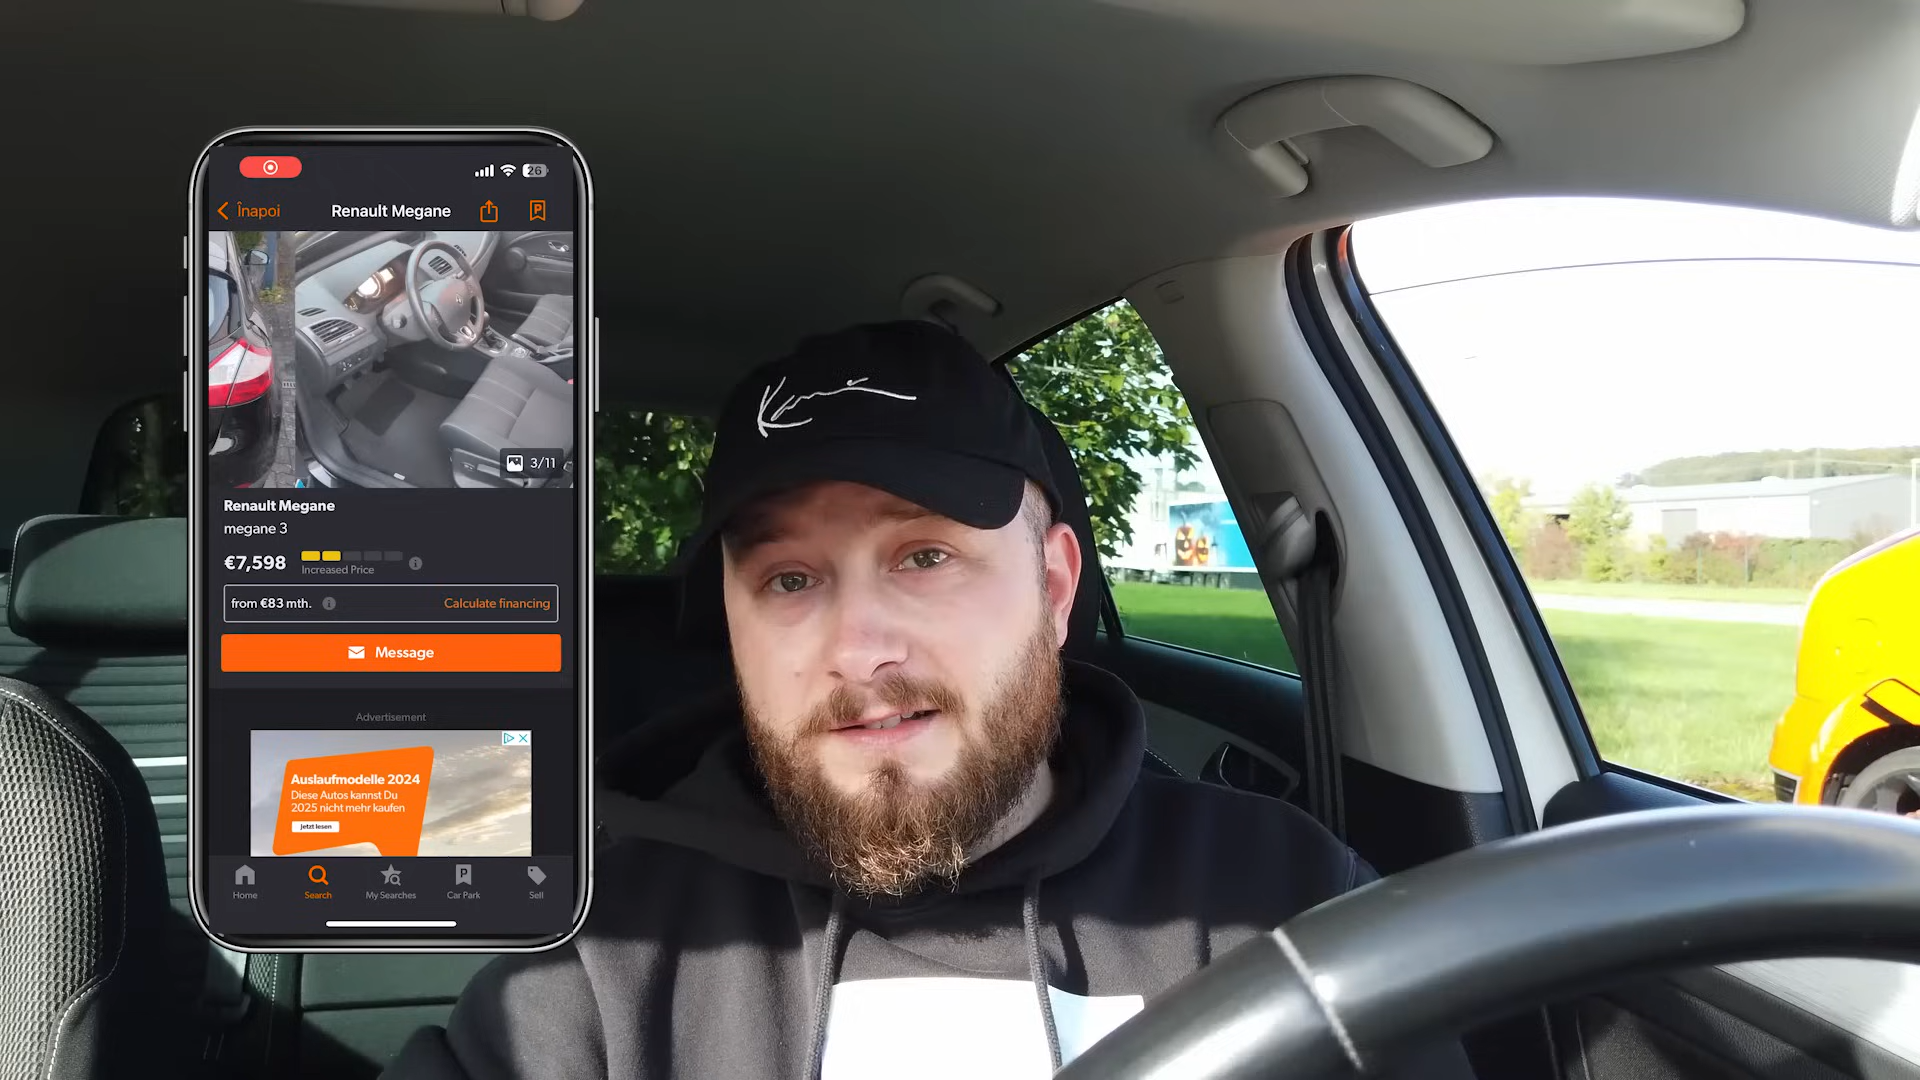 26
Înapoi
Renault Megane
3/11
Renault Megane
megane 3
€7,598
Increased Price
from €83 mth.
Calculate financing
Message
Advertisement
Auslaufmodelle 2024
Diese Autos kannst Du
2025 nicht mehr kaufen
Jetzt lesen
Home
Search
My Searches
Car Park
Sell